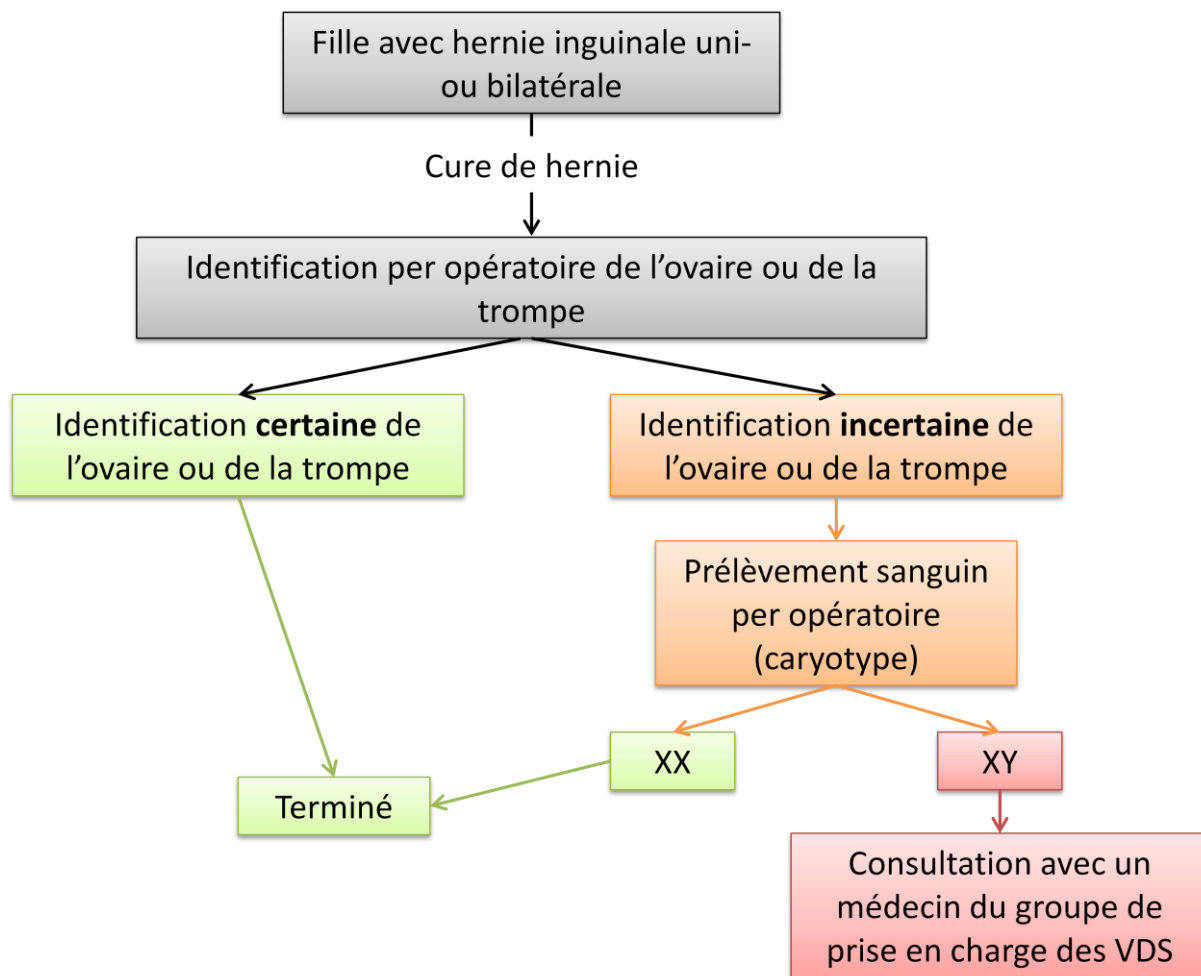 Fille avec hernie inguinale uni-
ou bilatérale
Cure de hernie
Identification per opératoire de l’ovaire ou de la
trompe
Identification certaine de
l’ovaire ou de la trompe
Identification incertaine de
l’ovaire ou de la trompe
Prélèvement sanguin
per opératoire
(caryotype)
XX
XY
Terminé
Consultation avec un
médecin du groupe de
prise en charge des VDS